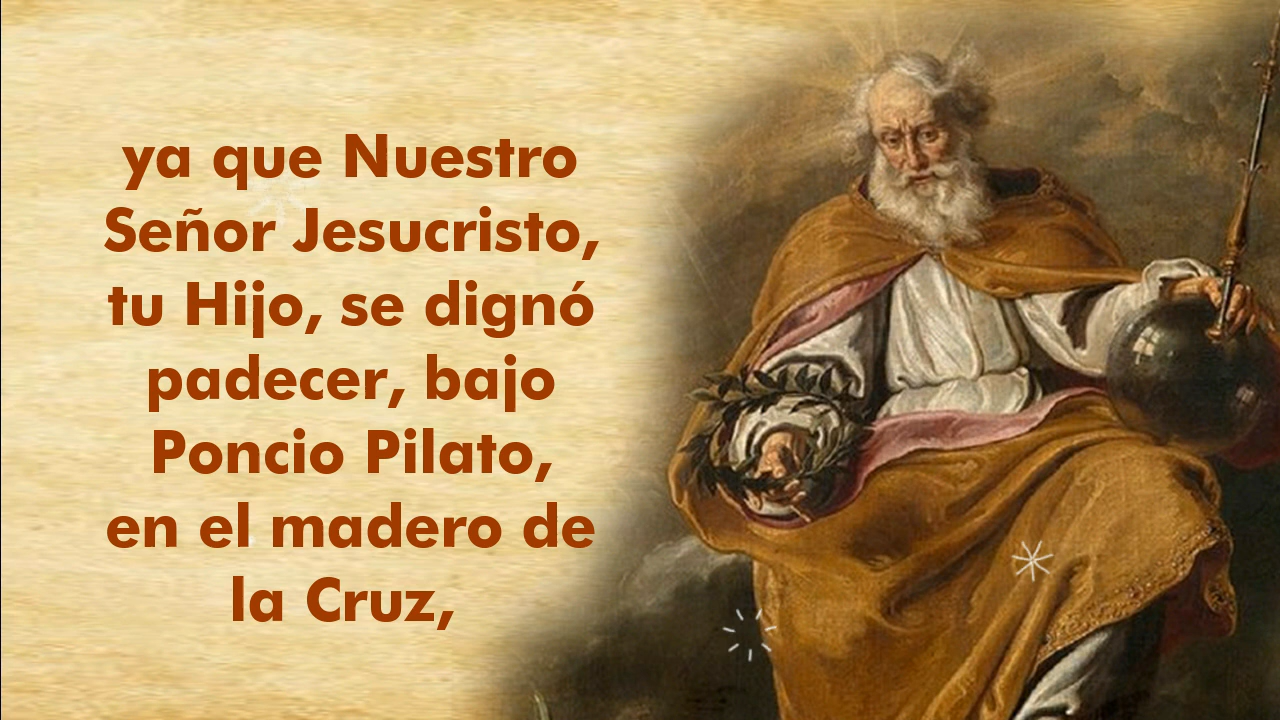 ya que Nuestro
Señor Jesucristo,
tu Hijo, se dignó
padecer, bajo
Poncio Pilato,
en el madero de
la Cruz,